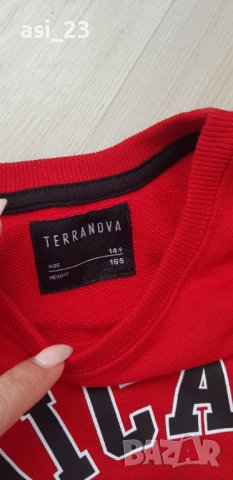 asi_23
TERRANOVA
AGE 14+
HEIGHT 165
ICA
BAZAR